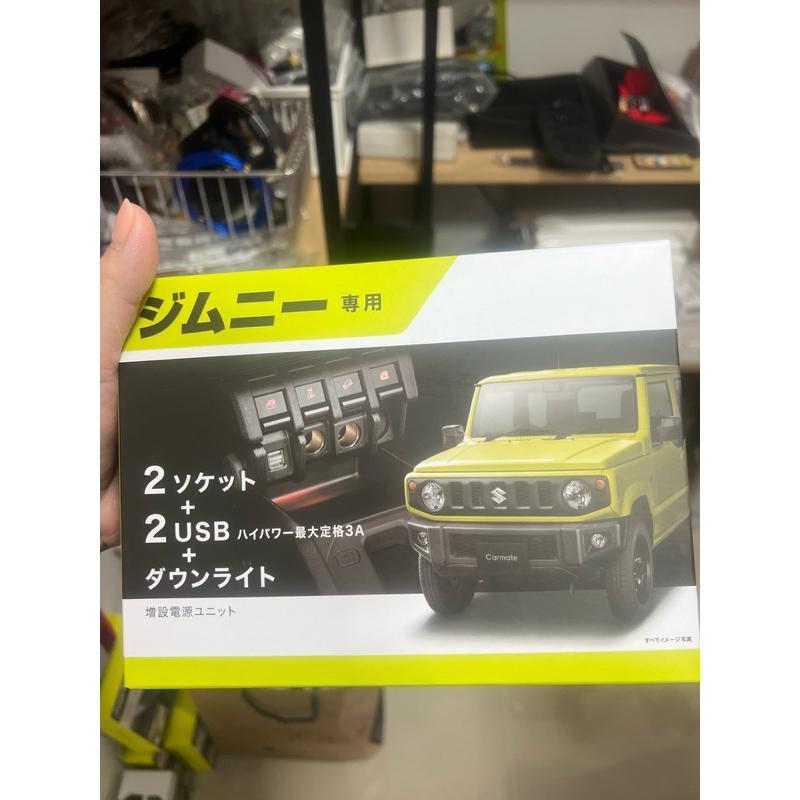 ジムニー 専用
2 ソケット
+
2 USB ハイパワー最大定格3A
+
ダウンライト
増設電源ユニット
Carmate
すべてイメージ写真